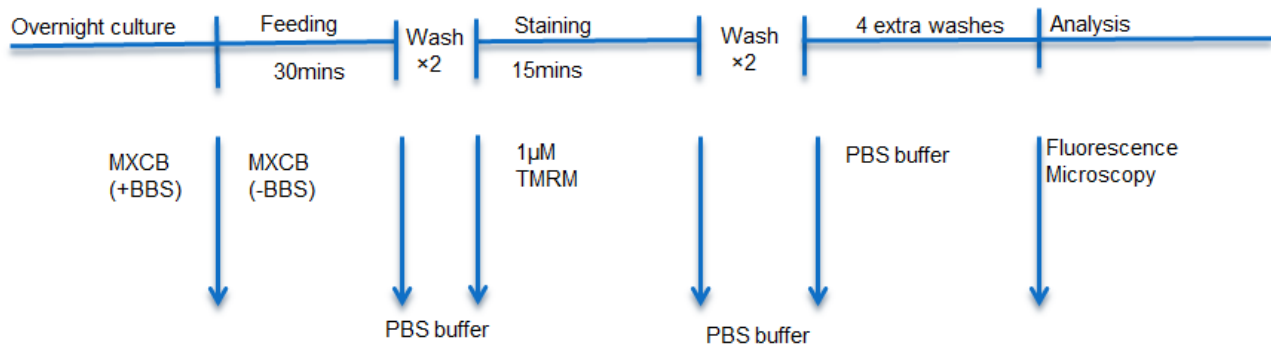 Overnight culture
Feeding
30mins
Wash
×2
Staining
15mins
Wash
×2
4 extra washes
Analysis
MXCB
(+BBS)
MXCB
(-BBS)
1µM
TMRM
PBS buffer
Fluorescence
Microscopy
PBS buffer
PBS buffer